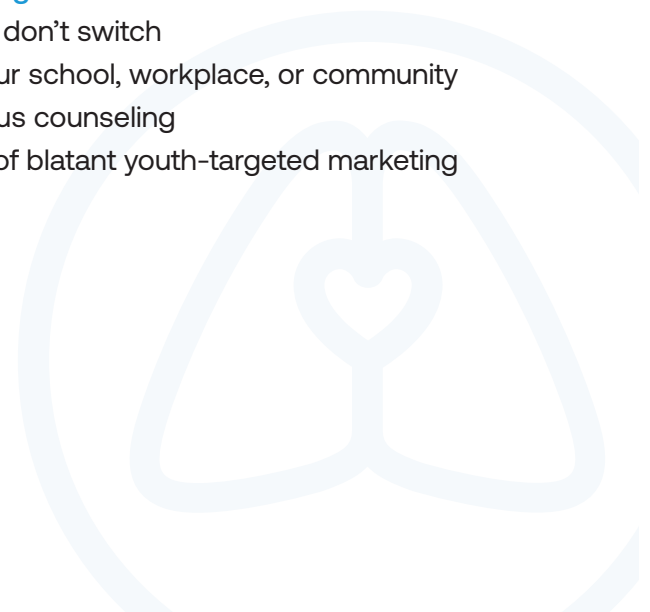 don’t switch
ur school, workplace, or community
us counseling
of blatant youth-targeted marketing